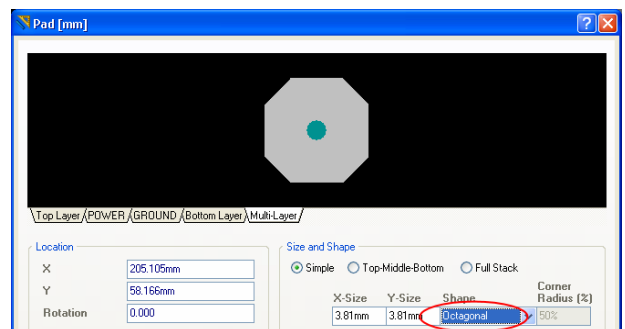 Pad [mm]
Top Layer POWER GROUND Bottom Layer Multi-Layer
Location
X 205.105mm
Y 58.166mm
Rotation 0.000
Size and Shape
Simple Top-Middle-Bottom Full Stack
X-Size Y-Size Shape Corner Radius (%)
3.81mm 3.81mm Octagonal 50%